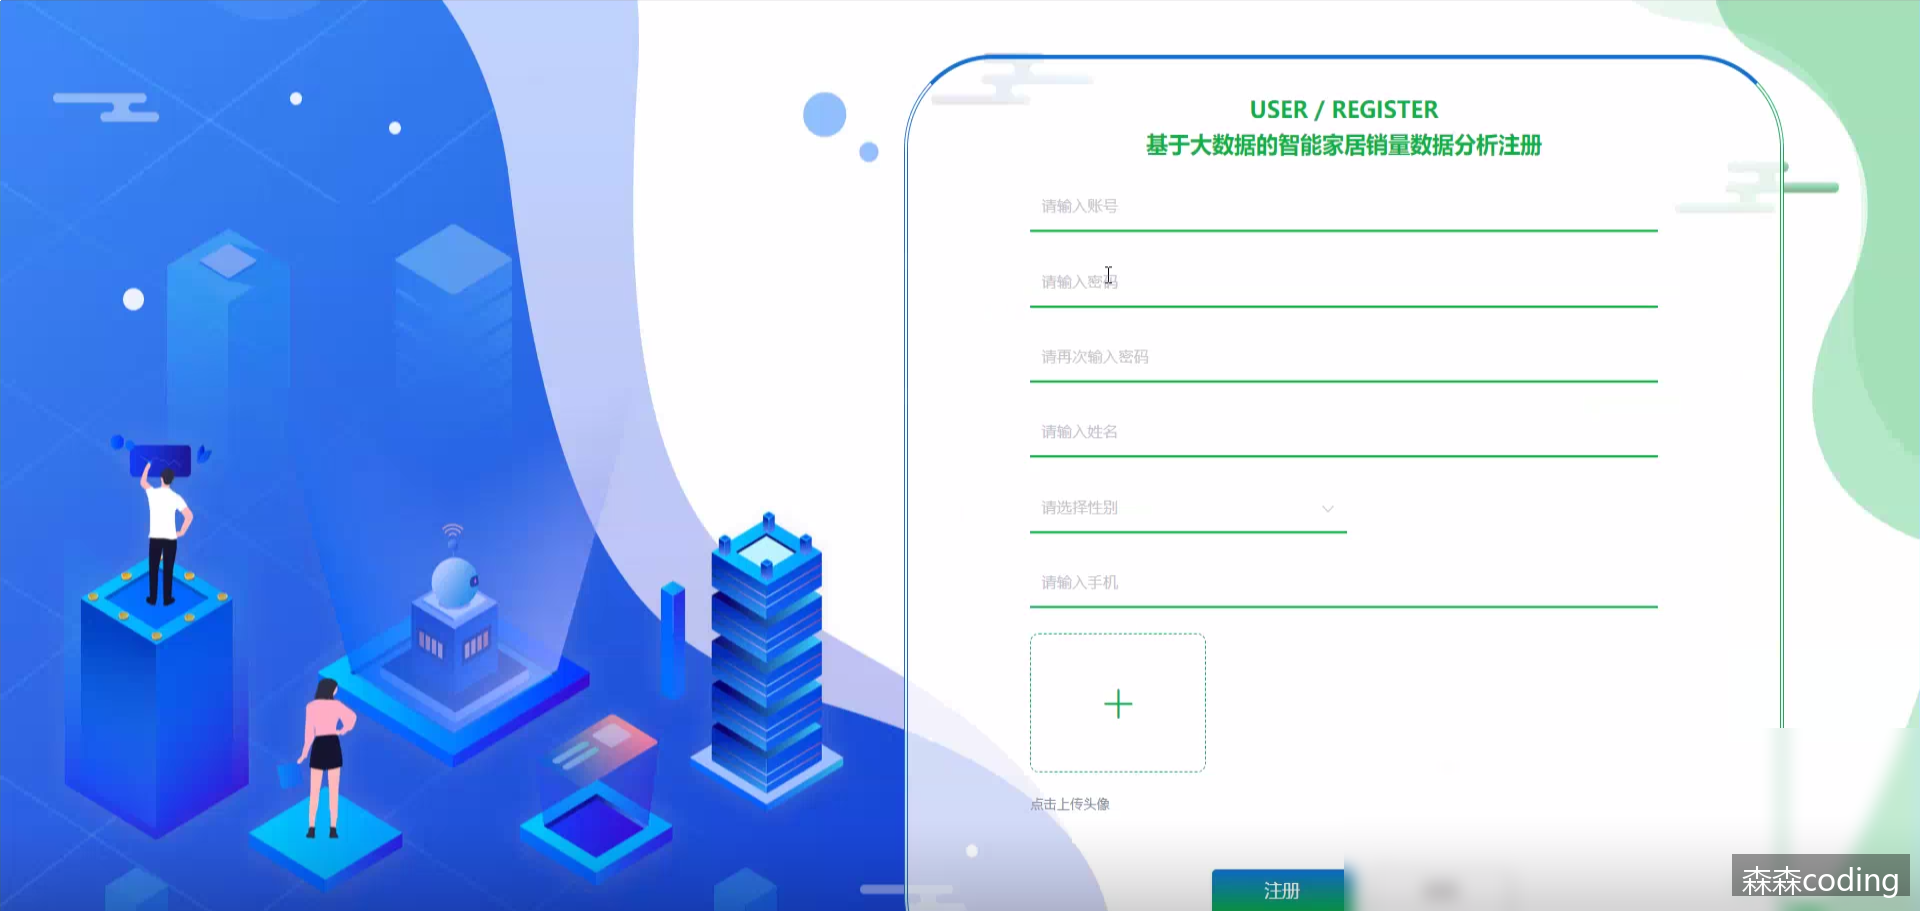 USER / REGISTER
基于大数据的智能家居销量数据分析注册
请输入账号
请输入密码
请再次输入密码
请输入姓名
请选择性别
请输入手机
点击上传头像
注册
森森coding